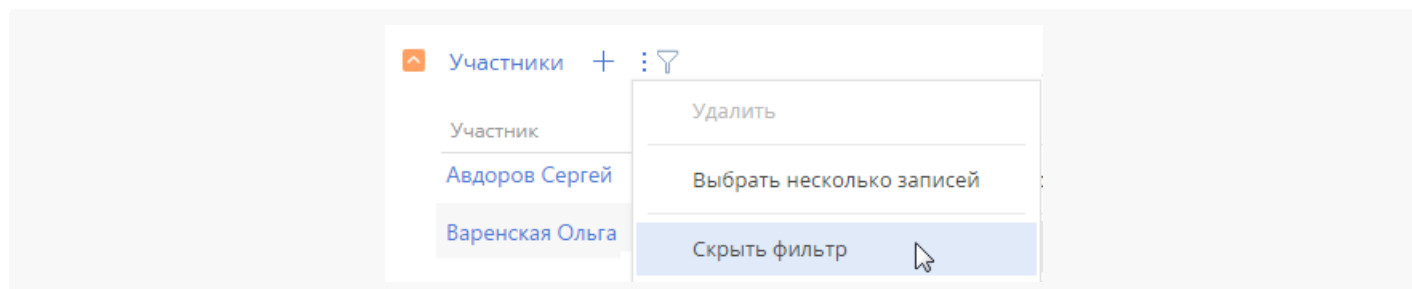 Участники
Удалить
Участник
Авдоров Сергей
Выбрать несколько записей
Варенская Ольга
Скрыть фильтр